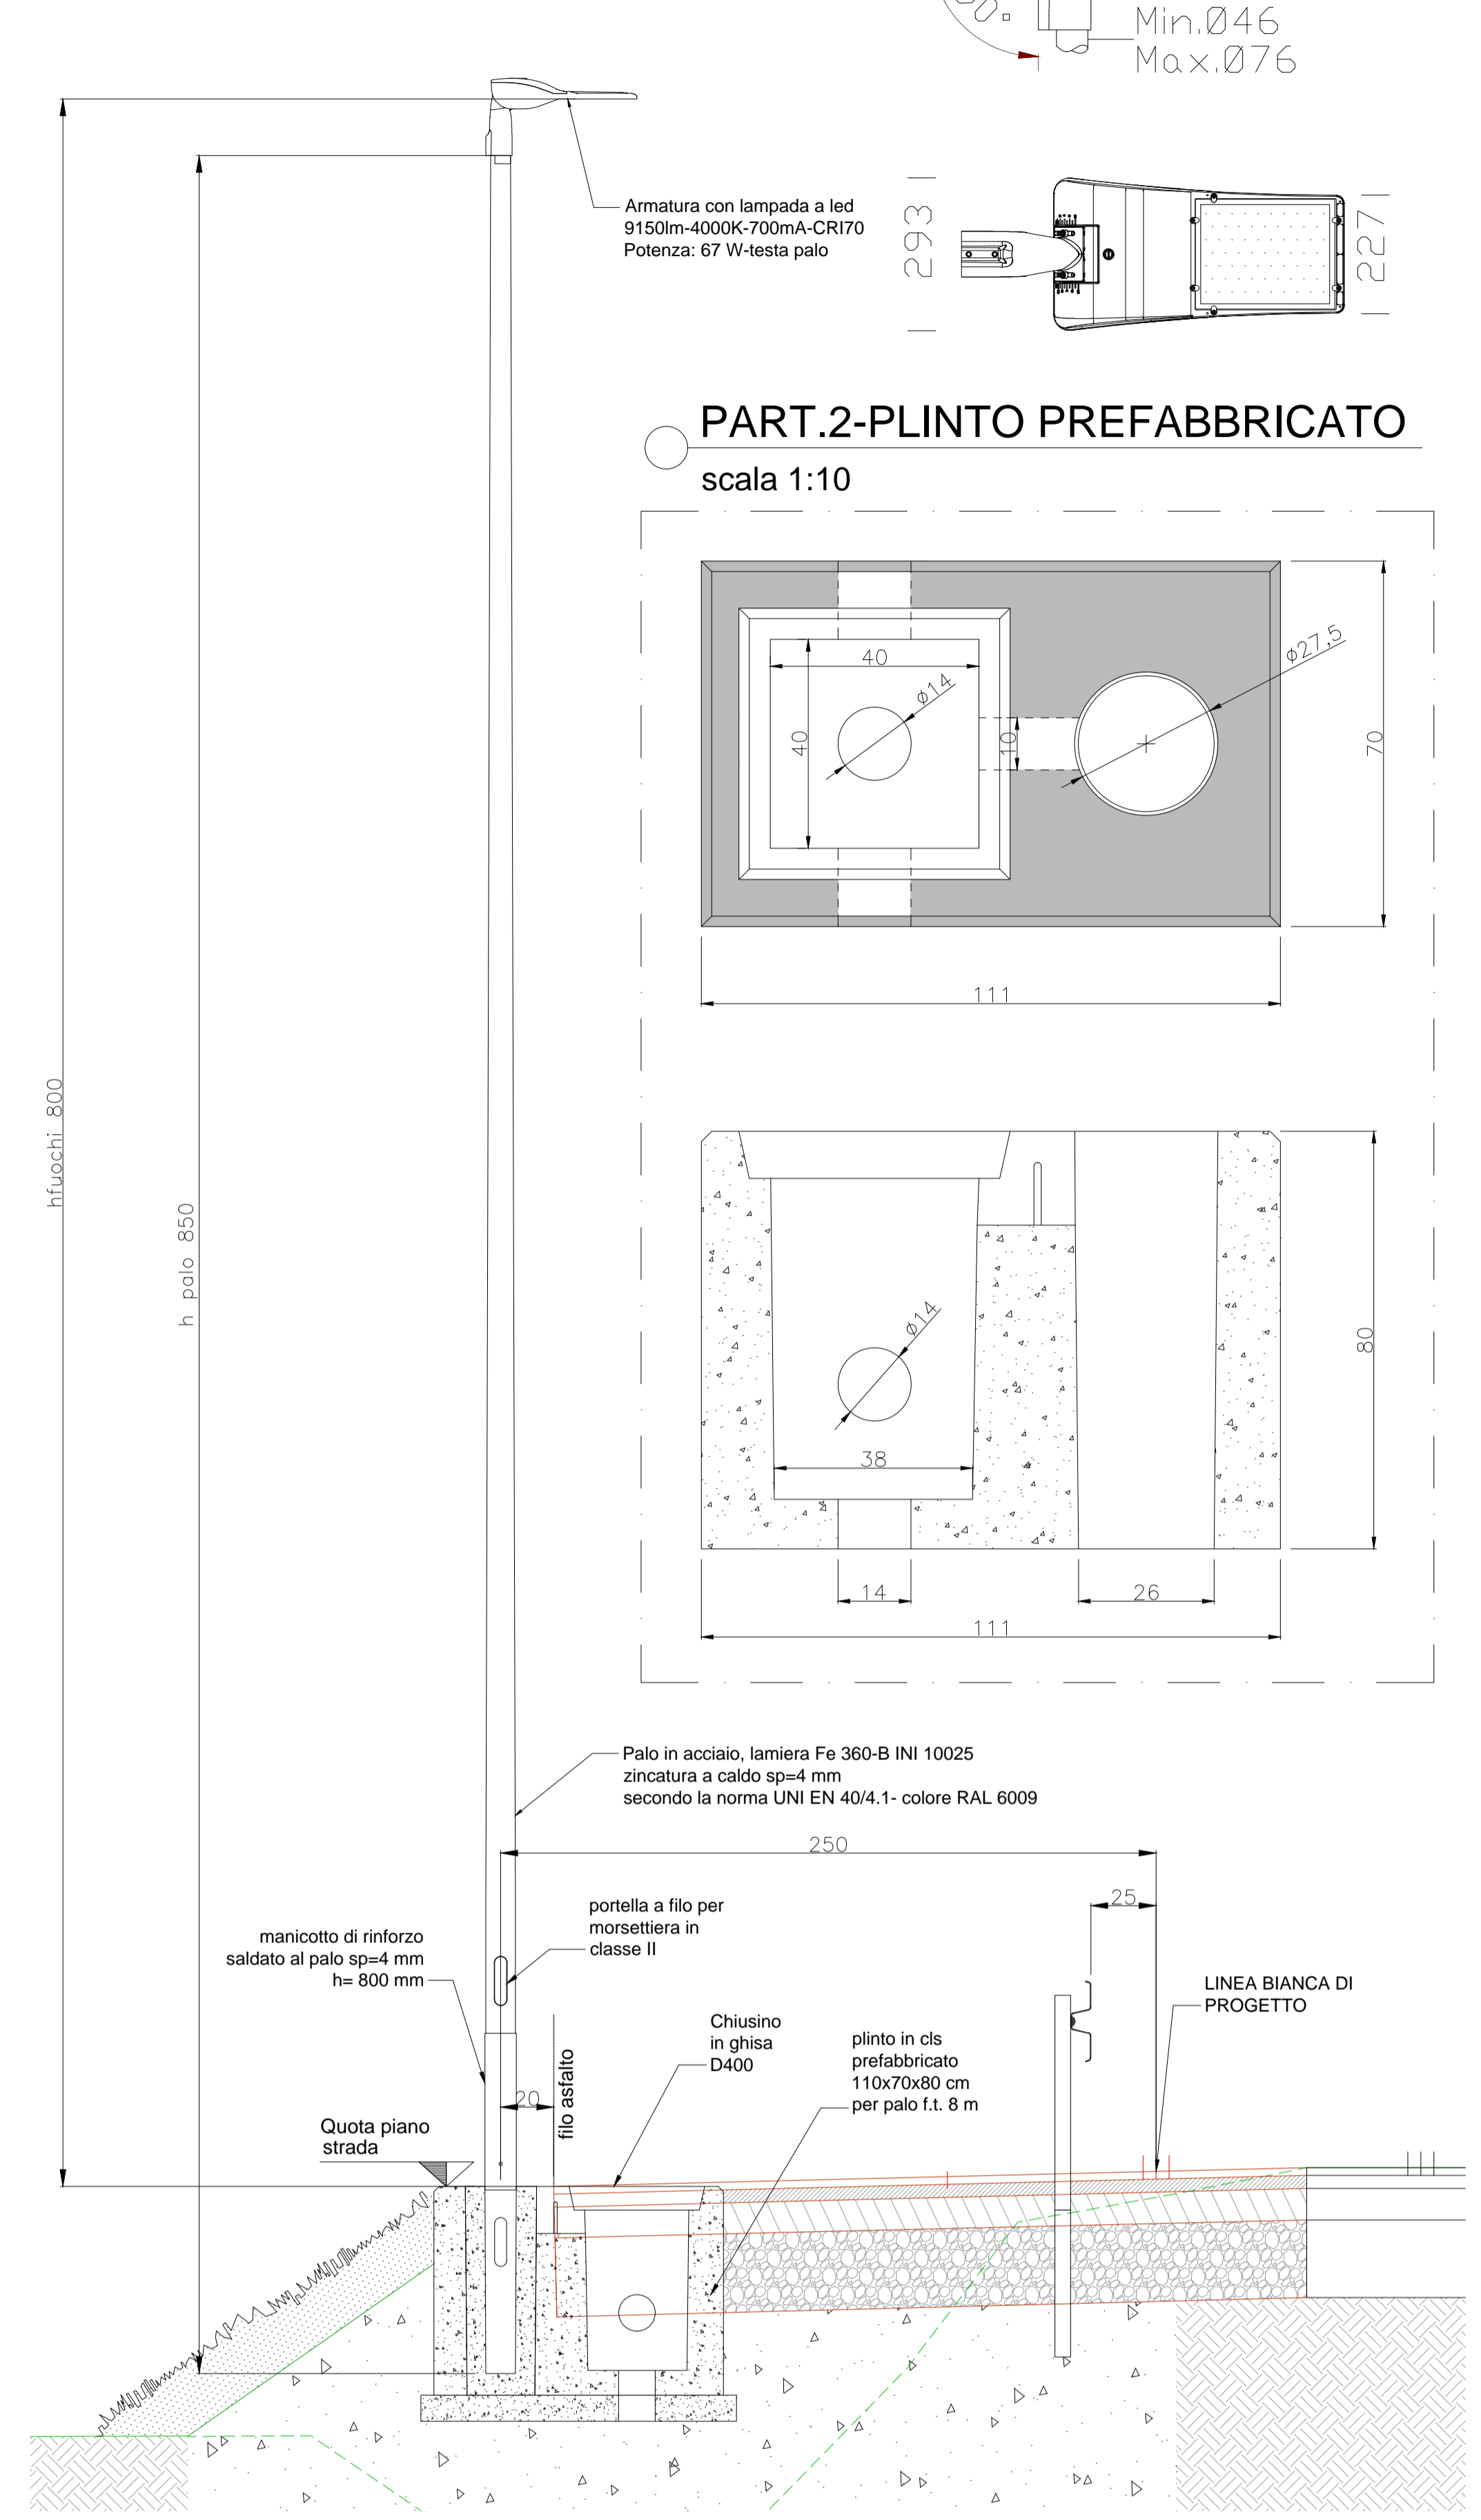 Min.Ø46
Max.Ø76
Armatura con lampada a led
9150lm-4000K-700mA-CRI70
Potenza: 67 W-testa palo
293
227
PART.2-PLINTO PREFABBRICATO
scala 1:10
40
ø14
40
10
ø27,5
70
111
hfuochi 800
h palo 850
ø14
38
80
14
26
111
Palo in acciaio, lamiera Fe 360-B INI 10025
zincatura a caldo sp=4 mm
secondo la norma UNI EN 40/4.1- colore RAL 6009
250
25
portella a filo per
morsettiera in
classe II
manicotto di rinforzo
saldato al palo sp=4 mm
h= 800 mm
LINEA BIANCA DI
PROGETTO
Chiusino
in ghisa
D400
plinto in cls
prefabbricato
110x70x80 cm
per palo f.t. 8 m
20
filo asfalto
Quota piano
strada